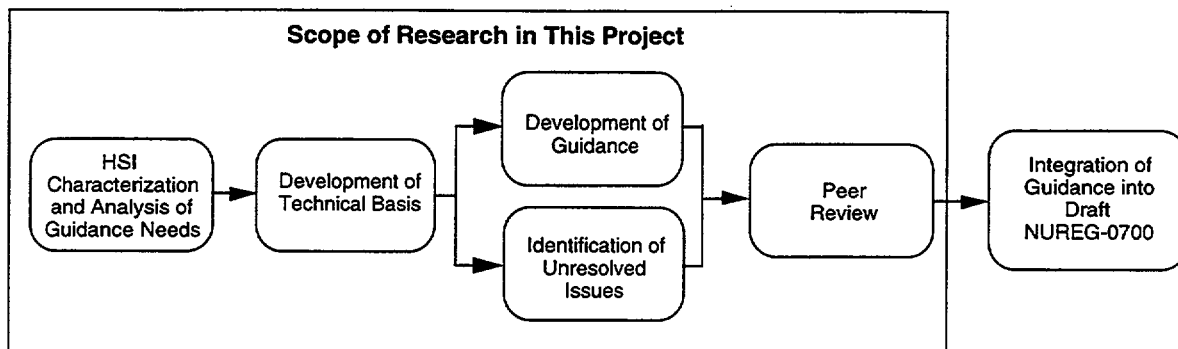 Scope of Research in This Project
HSI
Characterization
and Analysis of
Guidance Needs
Development of
Technical Basis
Development of
Guidance
Identification of
Unresolved
Issues
Peer
Review
Integration of
Guidance into
Draft
NUREG-0700